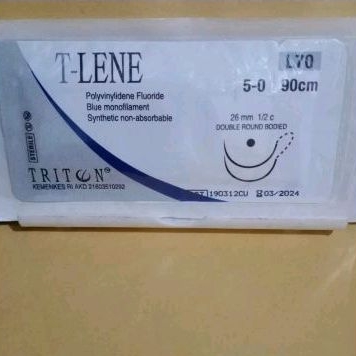 T-LENE
L70
5-0 90cm
Polyvinylidene Fluoride
Blue monofilament
Synthetic non-absorbable
26 mm 1/2 c
DOUBLE ROUND BODIED
STERILE
TRITON®
KEMENKES RI AKD 21603510292
190312CU 03/2024